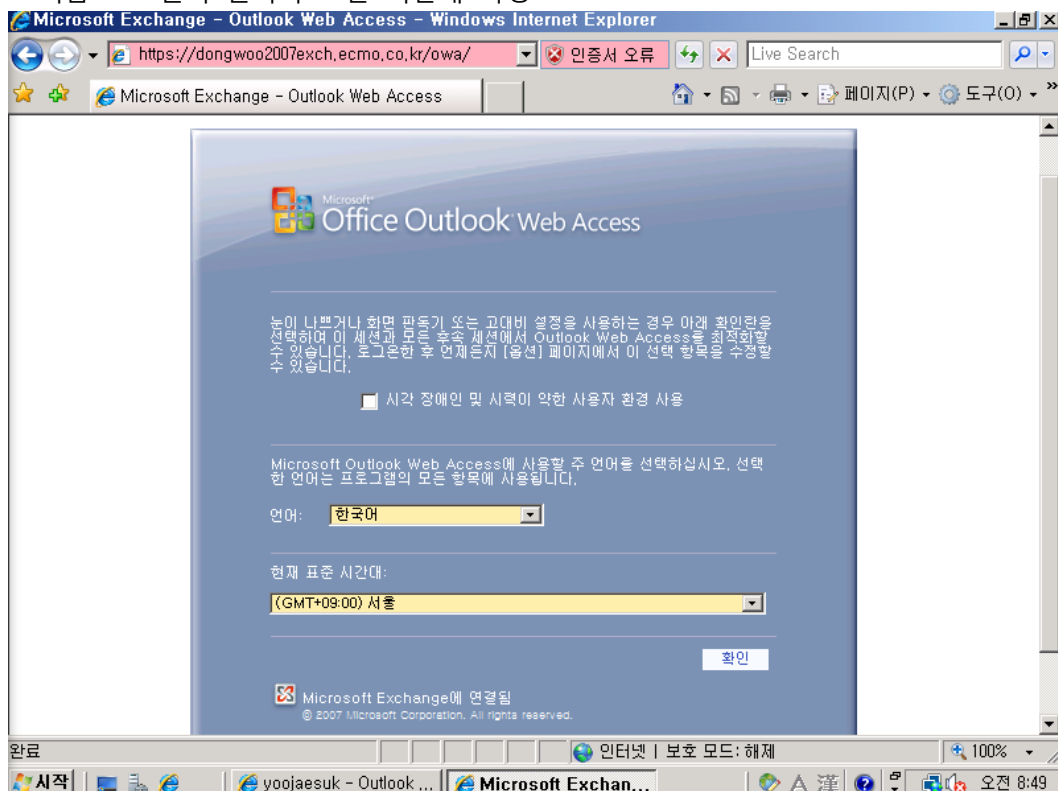 Microsoft Exchange - Outlook Web Access - Windows Internet Explorer
https://dongwoo2007exch.ecmo.co.kr/owa/
인증서 오류
Live Search
Microsoft Exchange - Outlook Web Access
페이지(P)
도구(O)
Microsoft
Office Outlook Web Access
눈이 나쁘거나 화면 판독기 또는 고대비 설정을 사용하는 경우 아래 확인란을
선택하여 이 세션과 모든 후속 세션에서 Outlook Web Access를 최적화할
수 있습니다. 로그온한 후 언제든지 [옵션] 페이지에서 이 선택 항목을 수정할
수 있습니다.
시각 장애인 및 시력이 약한 사용자 환경 사용
Microsoft Outlook Web Access에 사용할 주 언어를 선택하십시오. 선택
한 언어는 프로그램의 모든 항목에 사용됩니다.
언어: 한국어
현재 표준 시간대:
(GMT+09:00) 서울
확인
Microsoft Exchange에 연결됨
© 2007 Microsoft Corporation. All rights reserved.
완료
인터넷 | 보호 모드: 해제
100%
시작
yoojaesuk - Outlook ...
Microsoft Exchan...
A 漢
오전 8:49